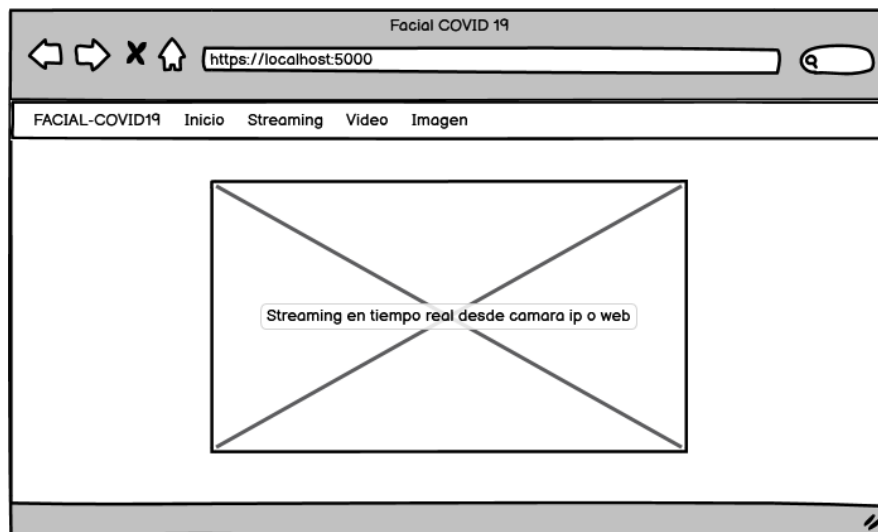 Facial COVID 19
https://localhost:5000
FACIAL-COVID19 Inicio Streaming Video Imagen
Streaming en tiempo real desde camara ip o web